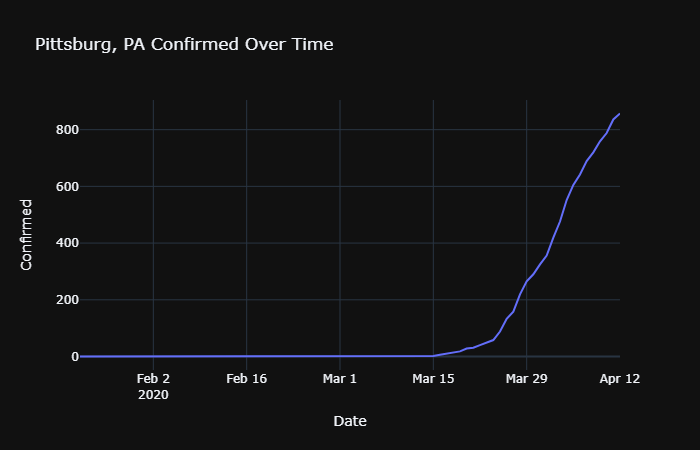 Pittsburg, PA Confirmed Over Time
Confirmed
800
600
400
200
0
Feb 2
2020
Feb 16
Mar 1
Mar 15
Mar 29
Apr 12
Date